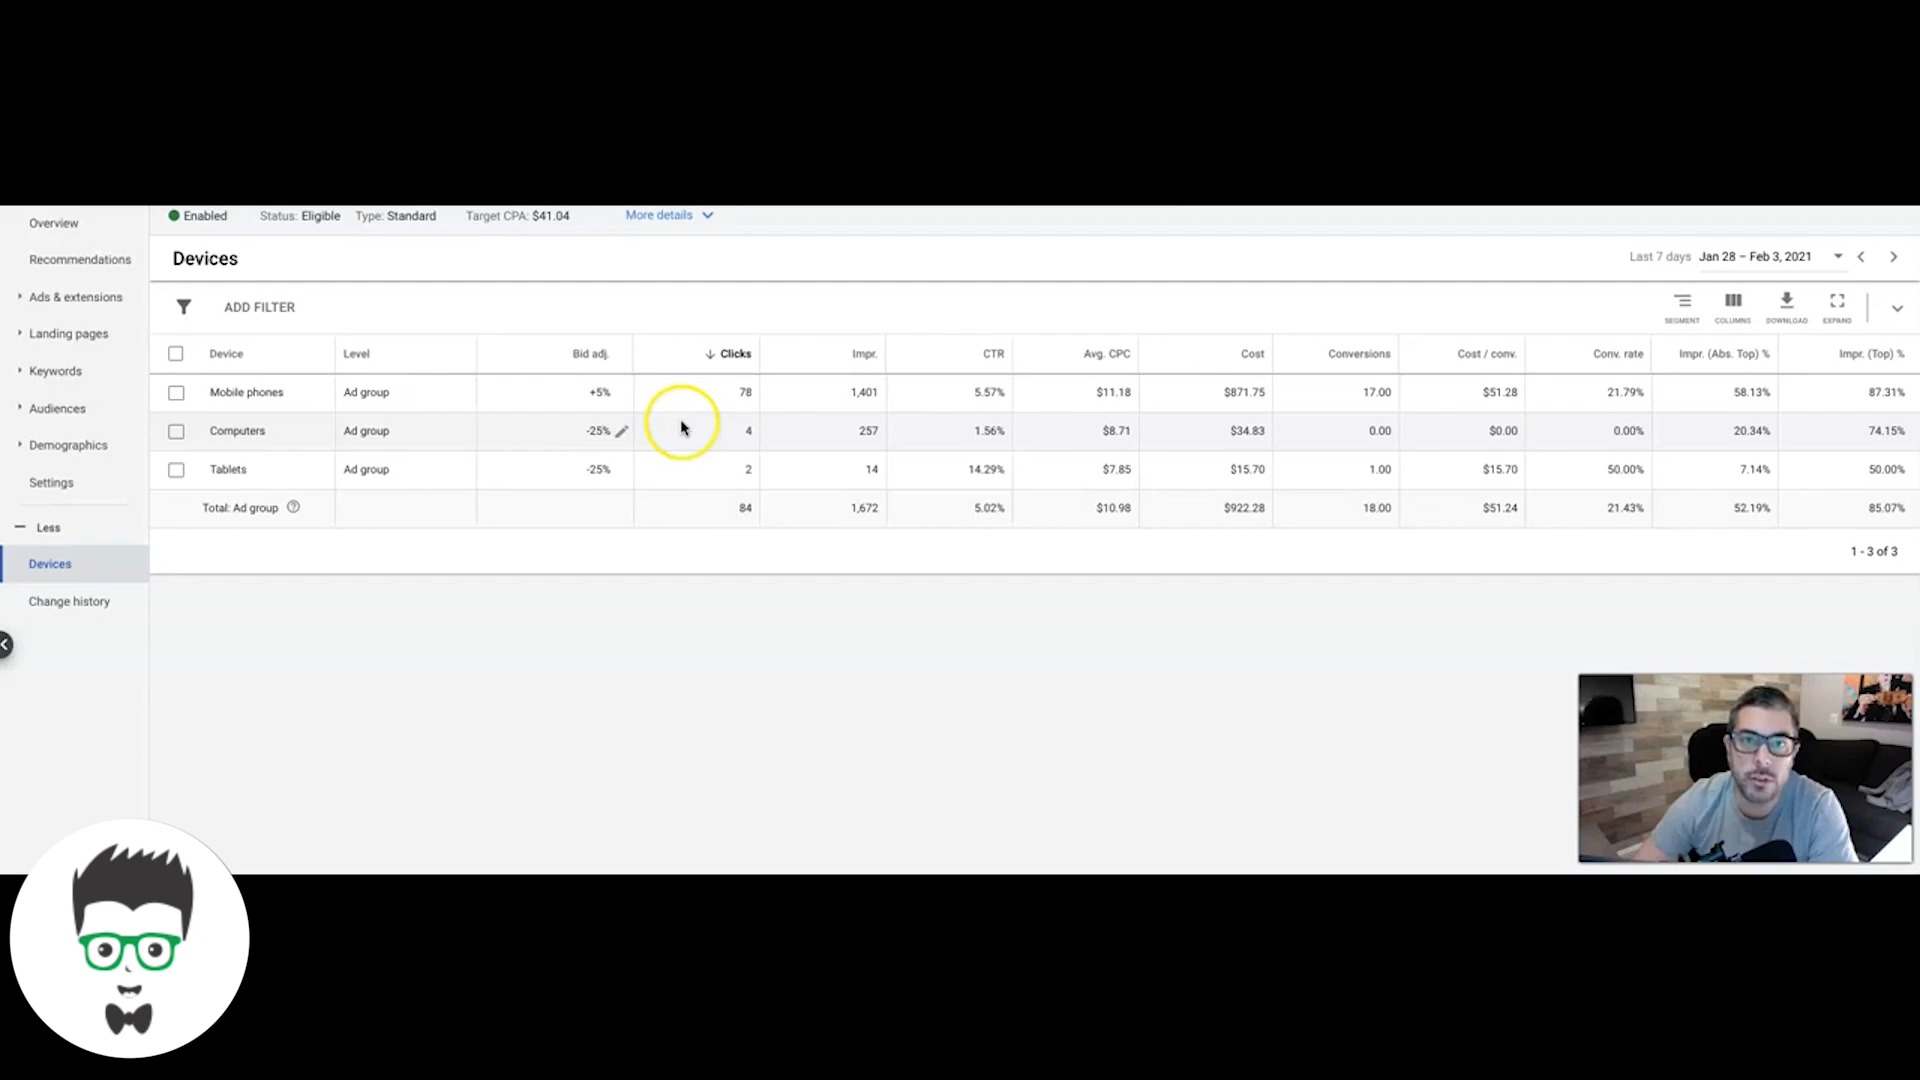 Enabled Status: Eligible Type: Standard Target CPA: $41.04 More details
Overview
Recommendations
Ads & extensions
Landing pages
Keywords
Audiences
Demographics
Settings
Less
Devices
Change history
Devices
Last 7 days Jan 28 – Feb 3, 2021
ADD FILTER
SEGMENT COLUMNS DOWNLOAD EXPAND
Device Level Bid adj. Clicks Impr. CTR Avg. CPC Cost Conversions Cost / conv. Conv. rate Impr. (Abs. Top) % Impr. (Top) %
Mobile phones Ad group +5% 78 1,401 5.57% $11.18 $871.75 17.00 $51.28 21.79% 58.13% 87.31%
Computers Ad group -25% 4 257 1.56% $8.71 $34.83 0.00 $0.00 0.00% 20.34% 74.15%
Tablets Ad group -25% 2 14 14.29% $7.85 $15.70 1.00 $15.70 50.00% 7.14% 50.00%
Total: Ad group 84 1,672 5.02% $10.98 $922.28 18.00 $51.24 21.43% 52.19% 85.07%
1 - 3 of 3